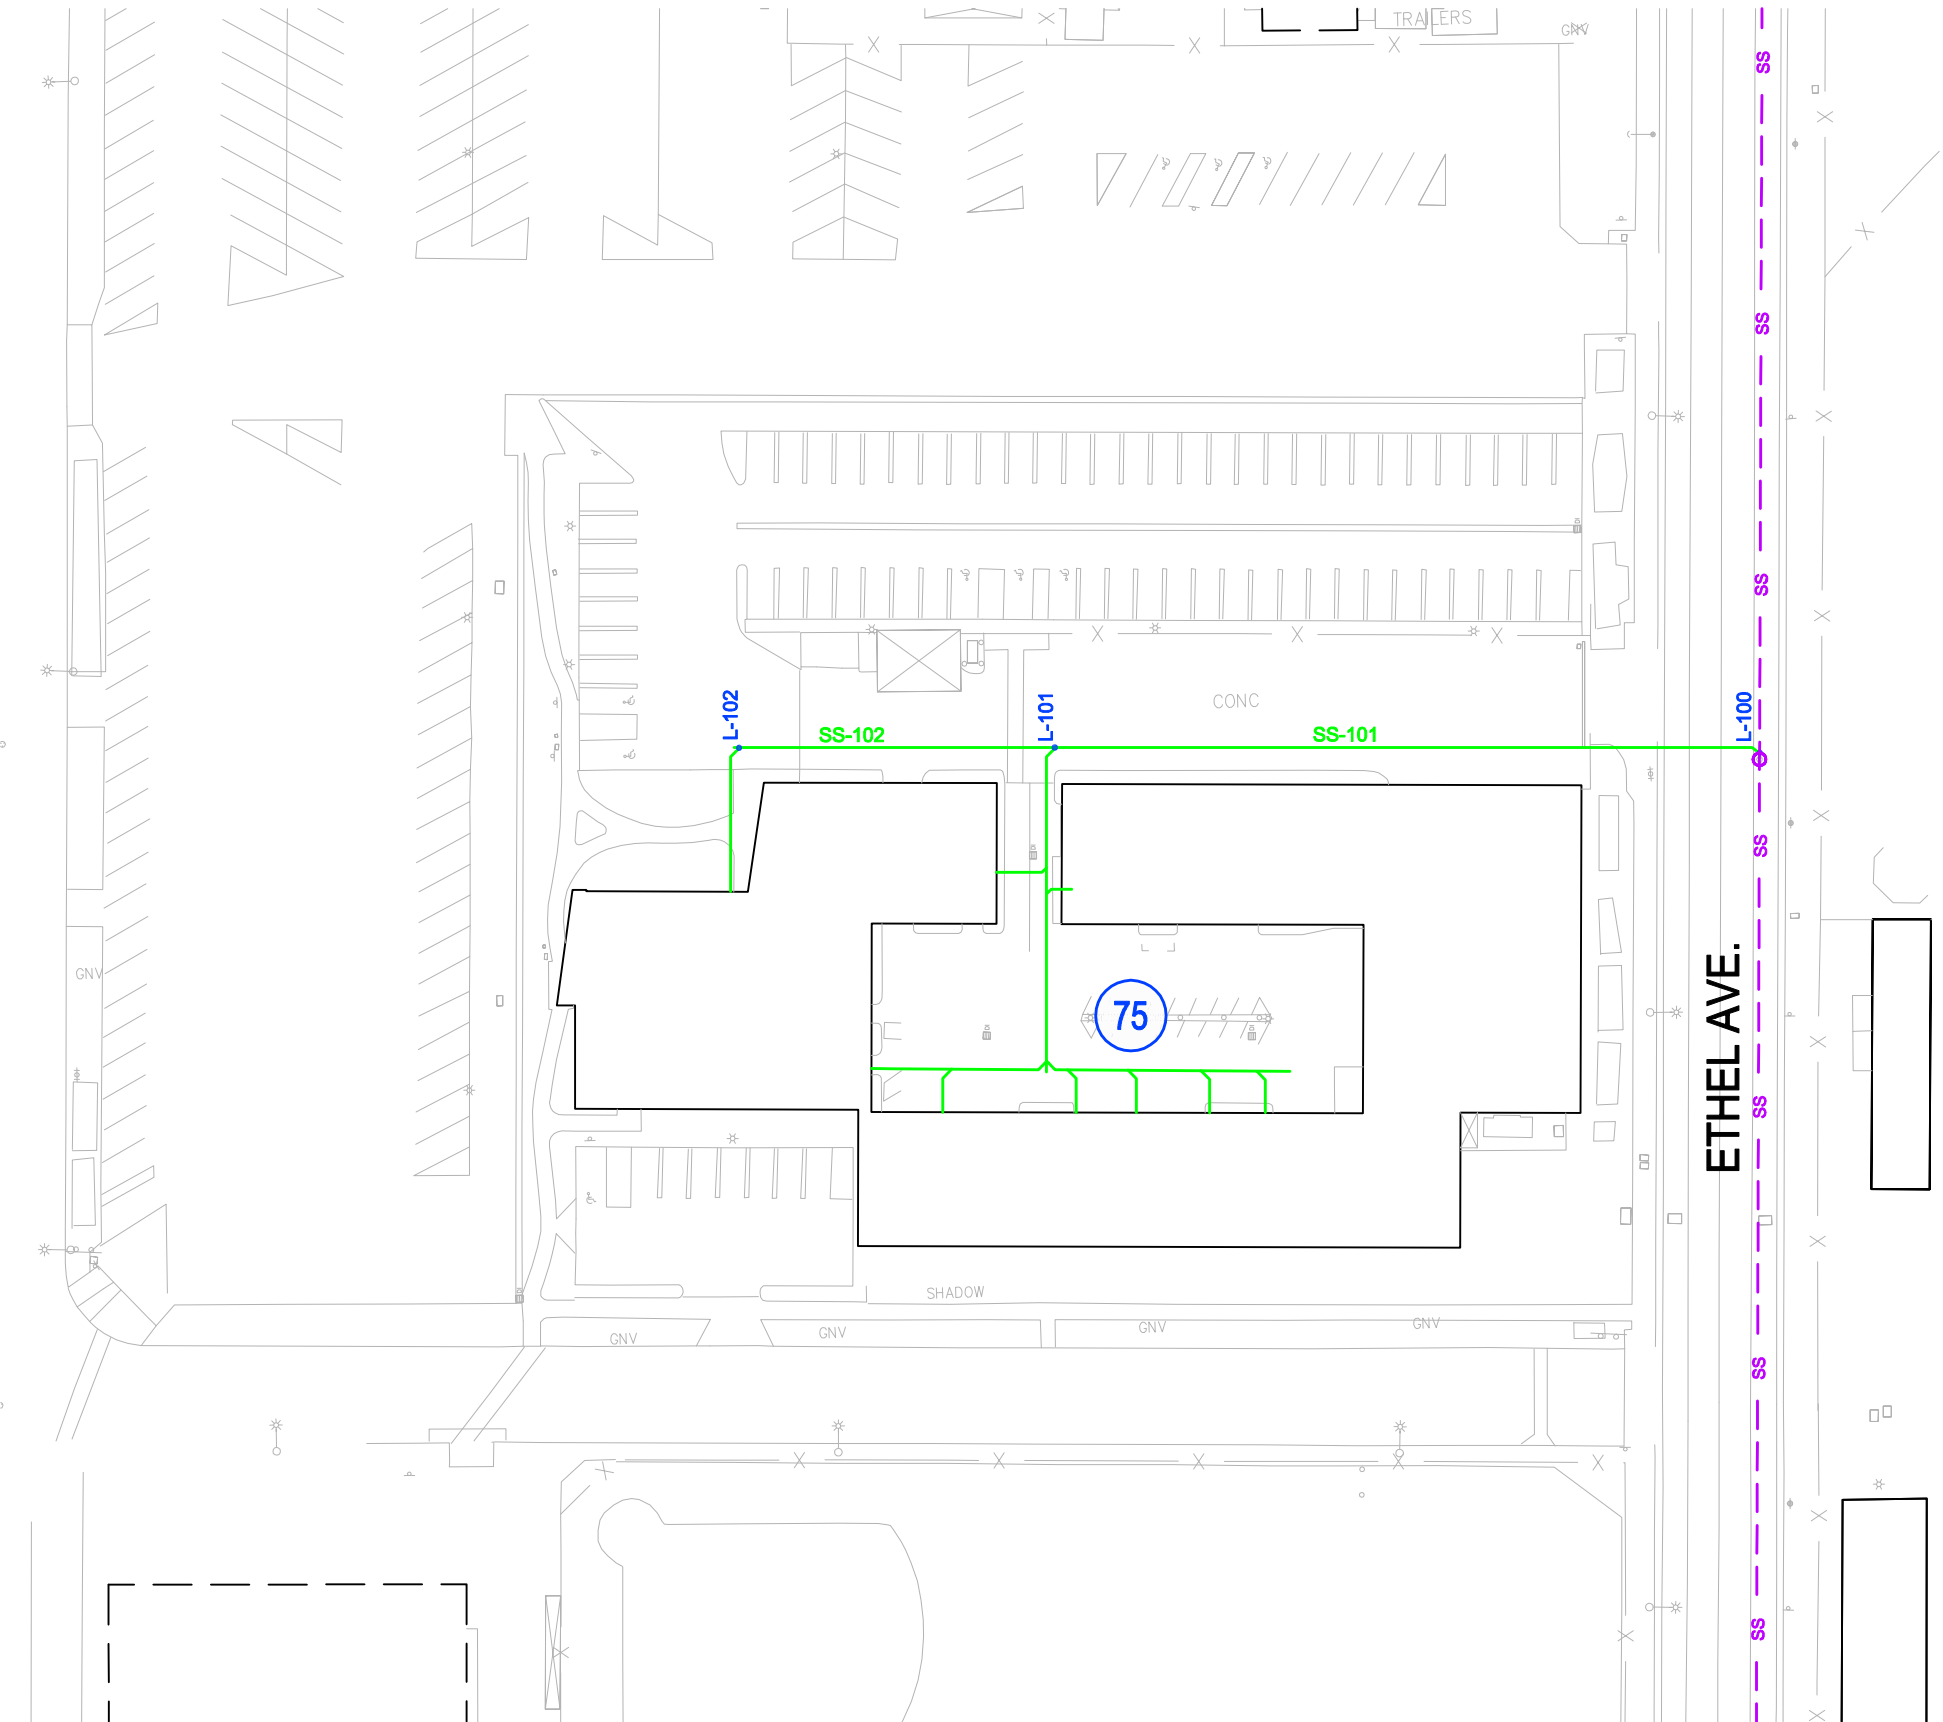 TRAILERS
GNV
SS
SS
SS
CONC
L-102
L-101
L-100
SS-102
SS-101
SS
GNV
75
ETHEL AVE.
SS
SHADOW
GNV
GNV
GNV
GNV
SS
SS